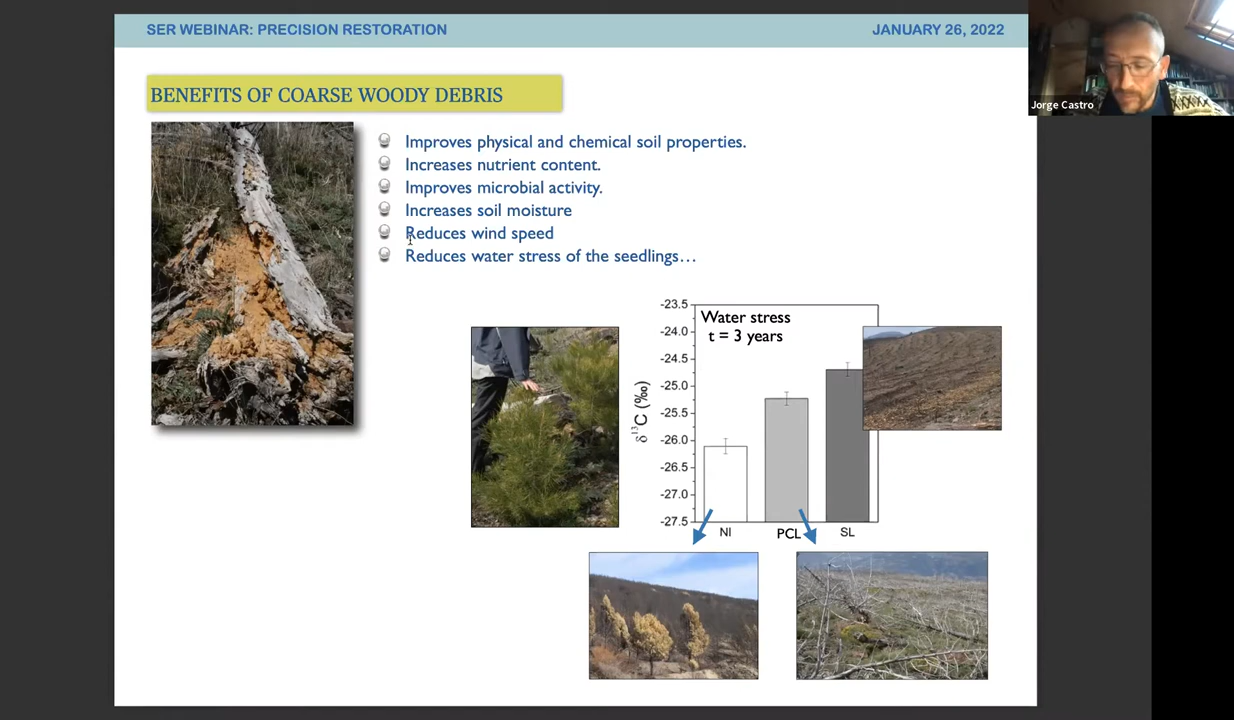 SER WEBINAR: PRECISION RESTORATION
JANUARY 26, 2022
Jorge Castro
BENEFITS OF COARSE WOODY DEBRIS
Improves physical and chemical soil properties.
Increases nutrient content.
Improves microbial activity.
Increases soil moisture
Reduces wind speed
Reduces water stress of the seedlings…
Water stress
t = 3 years
δ¹³C (‰)
-23.5
-24.0
-24.5
-25.0
-25.5
-26.0
-26.5
-27.0
-27.5
NI
PCL
SL